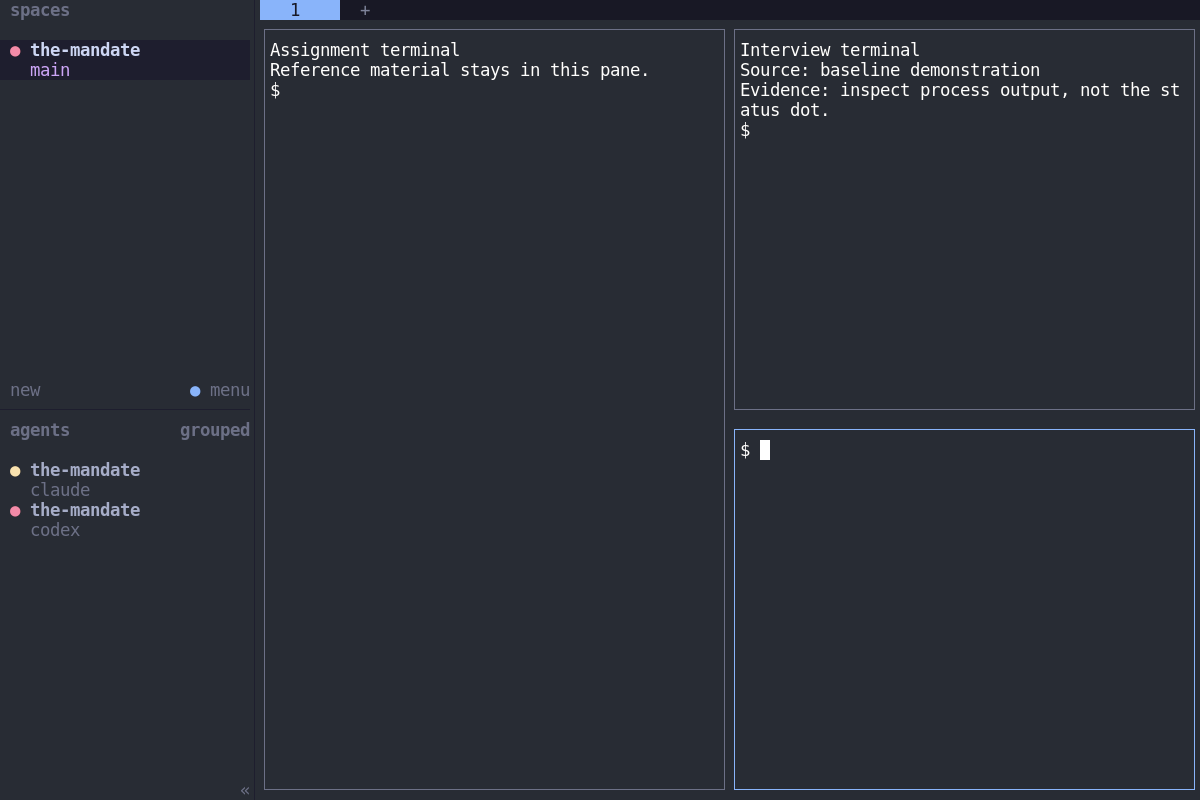 spaces
the-mandate
main
new
menu
agents
grouped
the-mandate
claude
the-mandate
codex
«
1
+
Assignment terminal
Reference material stays in this pane.
$
Interview terminal
Source: baseline demonstration
Evidence: inspect process output, not the st
atus dot.
$
$